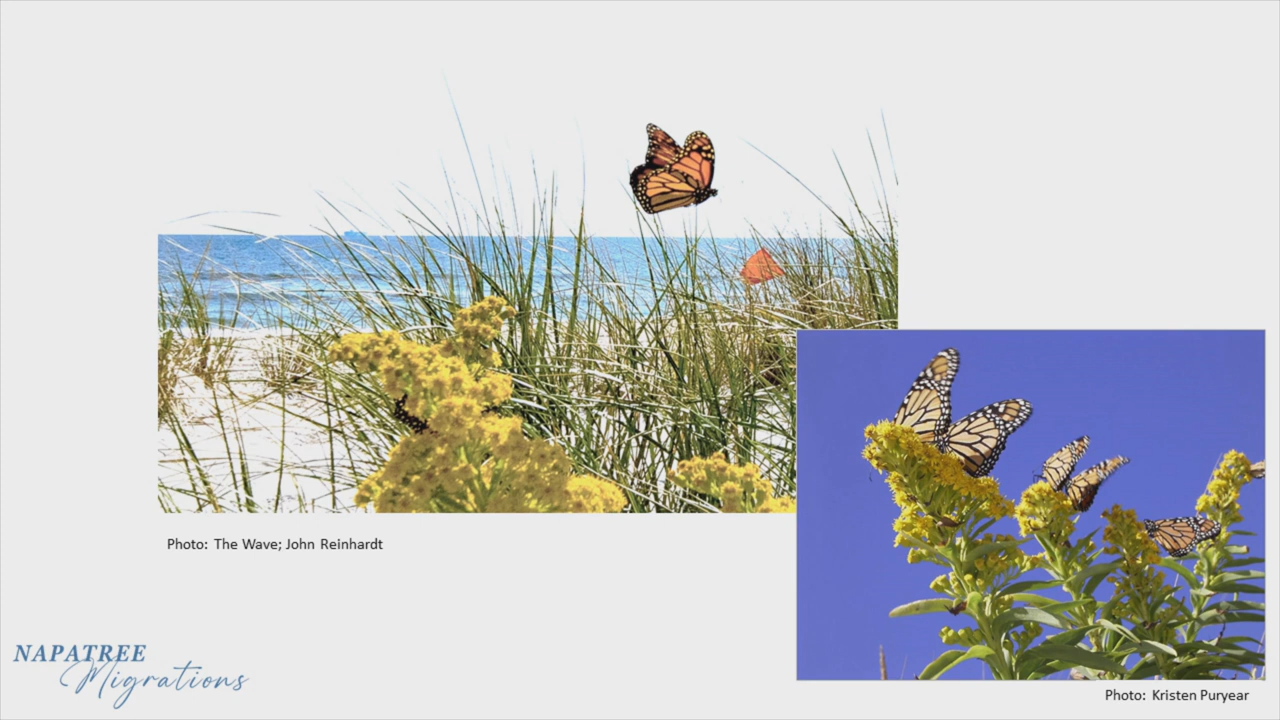 Photo: The Wave; John Reinhardt
NAPATREE
Migrations
Photo: Kristen Puryear